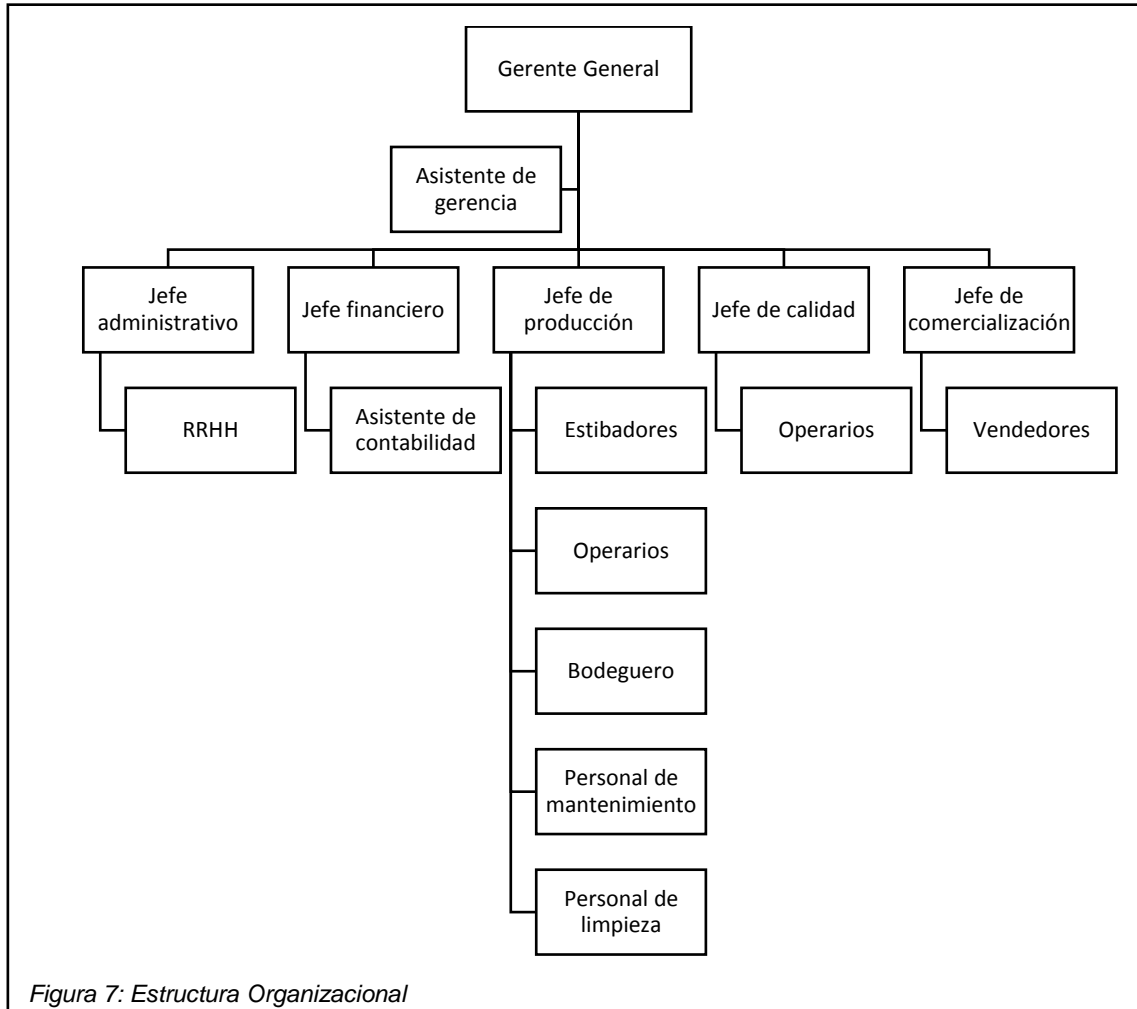 Gerente General
Asistente de
gerencia
Jefe
administrativo
Jefe financiero
Jefe de
producción
Jefe de calidad
Jefe de
comercialización
RRHH
Asistente de
contabilidad
Estibadores
Operarios
Vendedores
Operarios
Bodeguero
Personal de
mantenimiento
Personal de
limpieza
Figura 7: Estructura Organizacional